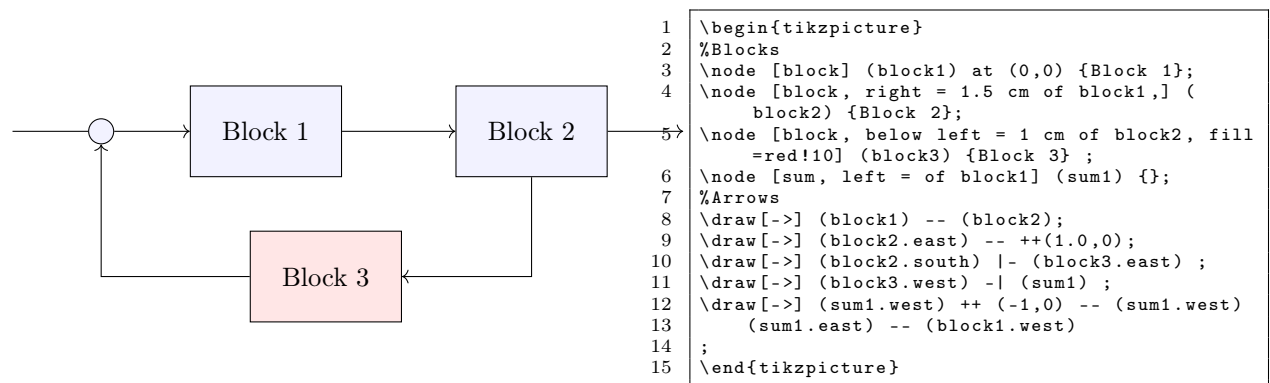 Block 1
Block 2
Block 3
1 \begin{tikzpicture}
2 %Blocks
3 \node [block] (block1) at (0,0) {Block 1};
4 \node [block, right = 1.5 cm of block1,] (
block2) {Block 2};
5 \node [block, below left = 1 cm of block2, fill
=red!10] (block3) {Block 3} ;
6 \node [sum, left = of block1] (sum1) {};
7 %Arrows
8 \draw[->] (block1) -- (block2);
9 \draw[->] (block2.east) -- ++(1.0,0);
10 \draw[->] (block2.south) |- (block3.east) ;
11 \draw[->] (block3.west) -| (sum1) ;
12 \draw[->] (sum1.west) ++ (-1,0) -- (sum1.west)
13 (sum1.east) -- (block1.west)
14 ;
15 \end{tikzpicture}